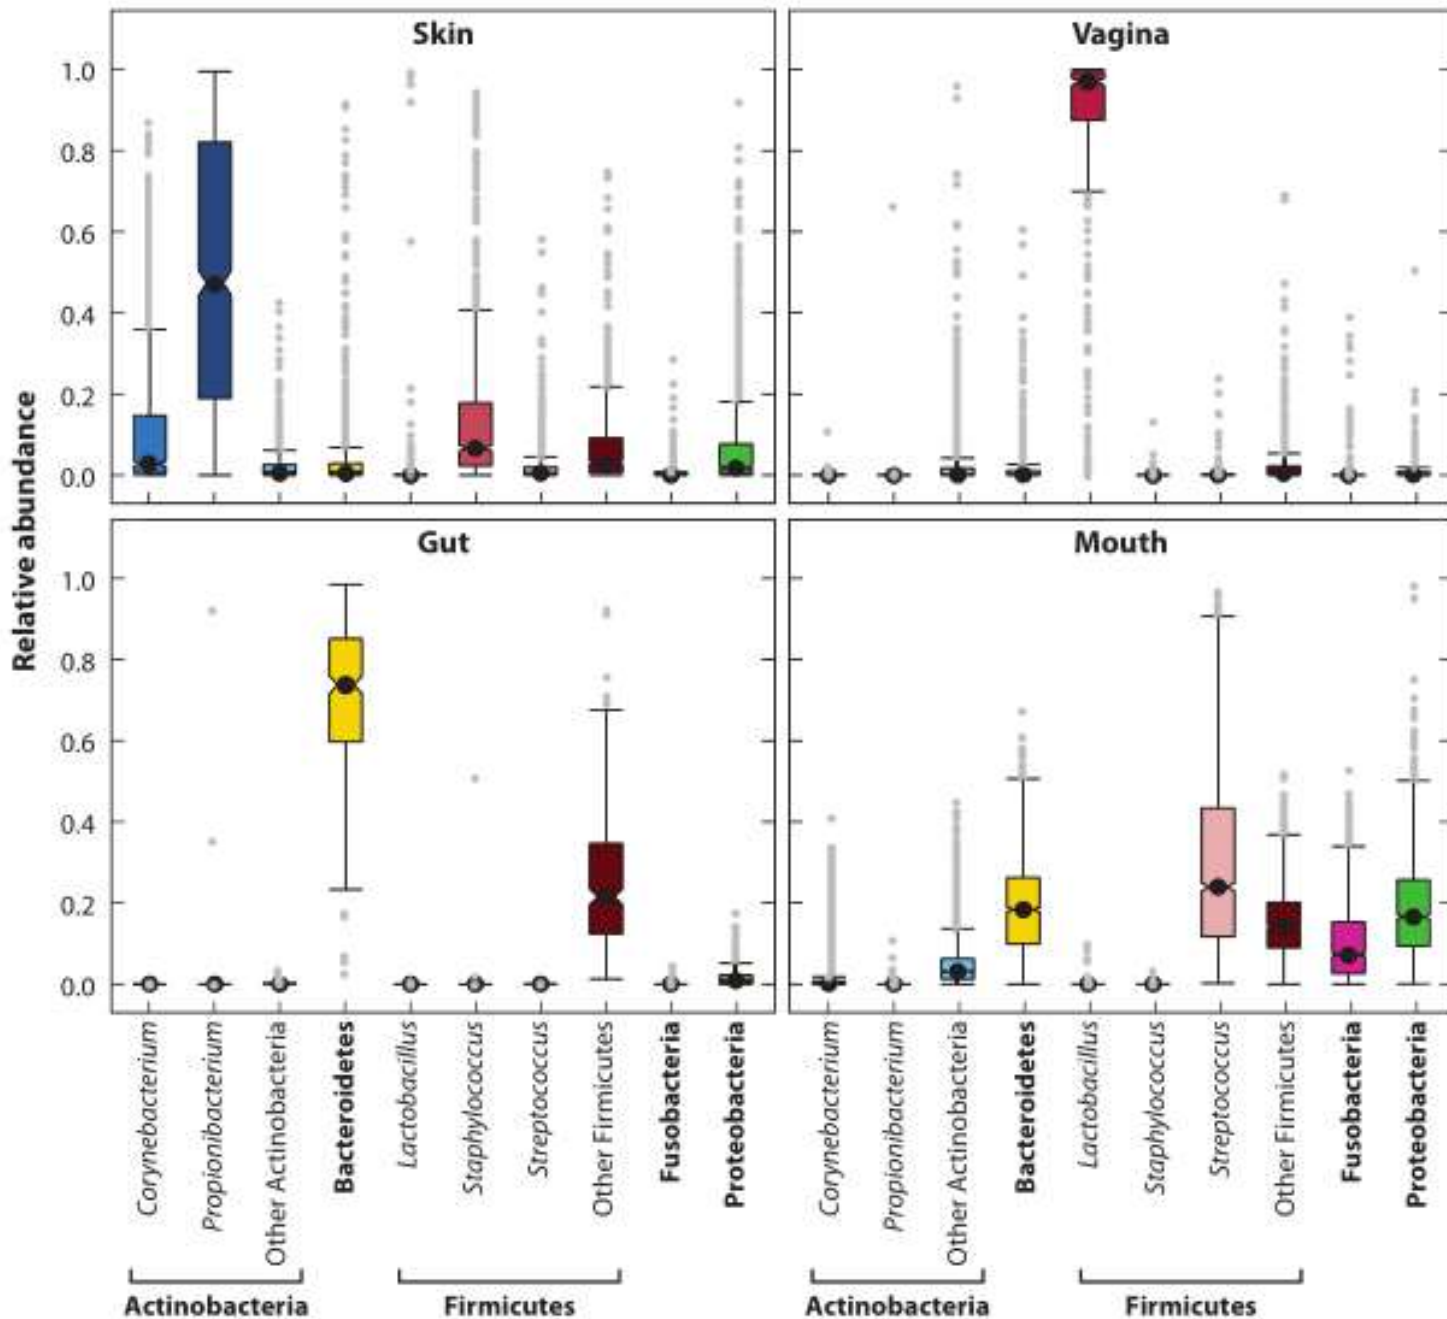 Skin
Vagina
1.0
0.8
0.6
0.4
0.2
0.0
Relative abundance
Gut
Mouth
1.0
0.8
0.6
0.4
0.2
0.0
Corynebacterium
Propionibacterium
Other Actinobacteria
Bacteroidetes
Lactobacillus
Staphylococcus
Streptococcus
Other Firmicutes
Fusobacteria
Proteobacteria
Corynebacterium
Propionibacterium
Other Actinobacteria
Bacteroidetes
Lactobacillus
Staphylococcus
Streptococcus
Other Firmicutes
Fusobacteria
Proteobacteria
Actinobacteria
Firmicutes
Actinobacteria
Firmicutes